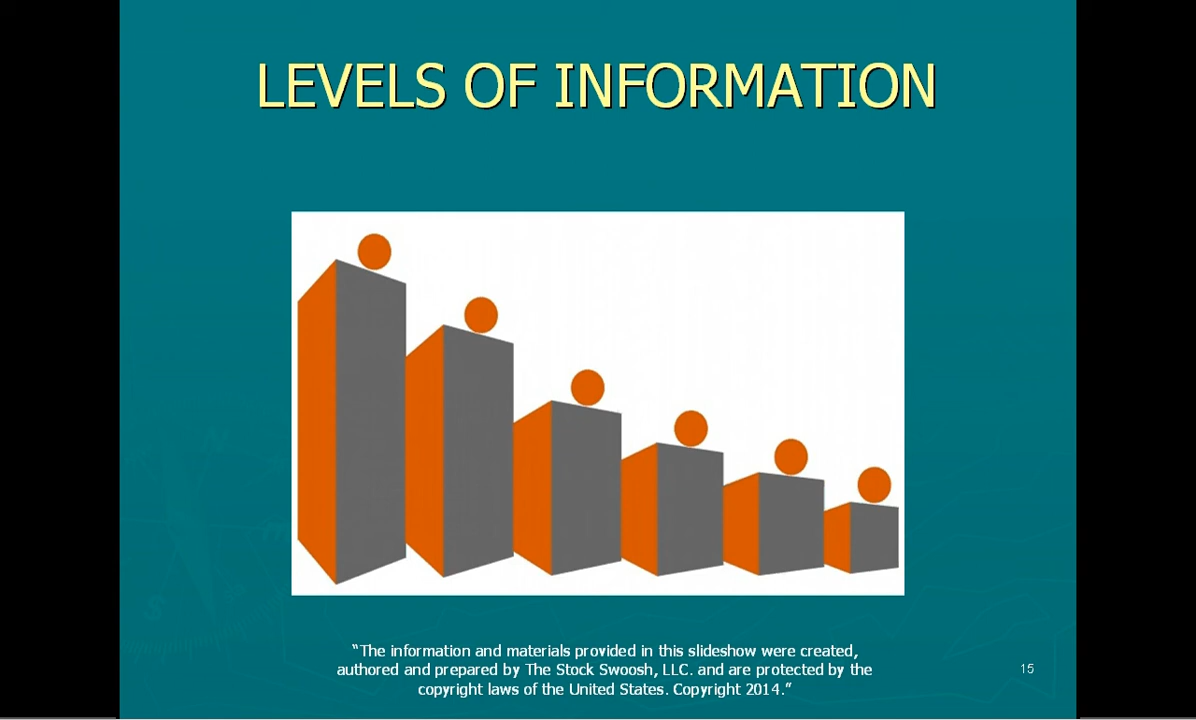 LEVELS OF INFORMATION
“The information and materials provided in this slideshow were created,
authored and prepared by The Stock Swoosh, LLC. and are protected by the
copyright laws of the United States. Copyright 2014.”
15